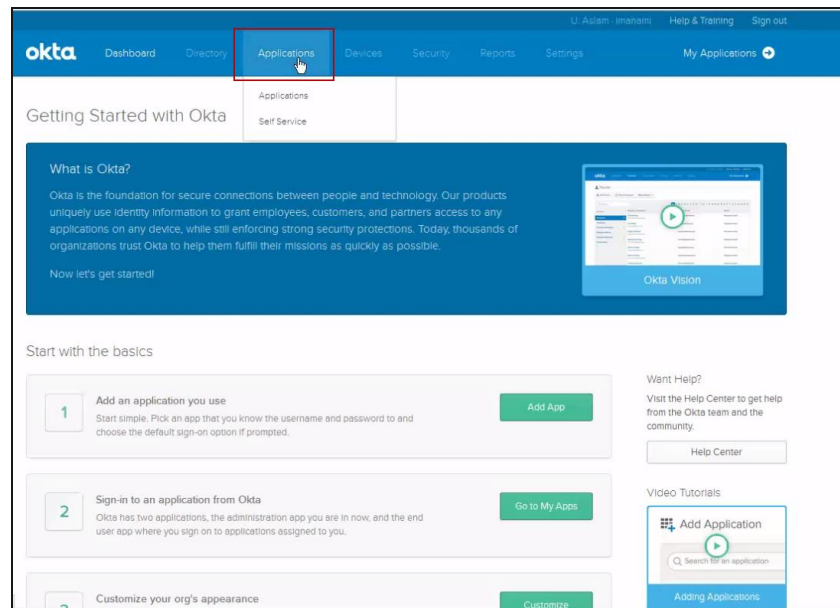 U. Aslam - imanami Help & Training Sign out
okta Dashboard Directory Applications Devices Security Reports Settings My Applications
Applications
Self Service
Getting Started with Okta
What is Okta?
Okta is the foundation for secure connections between people and technology. Our products
uniquely use identity information to grant employees, customers, and partners access to any
applications on any device, while still enforcing strong security protections. Today, thousands of
organizations trust Okta to help them fulfill their missions as quickly as possible.
Now let's get started!
Okta Vision
Start with the basics
1
Add an application you use
Start simple. Pick an app that you know the username and password to and
choose the default sign-on option if prompted.
Add App
2
Sign-in to an application from Okta
Okta has two applications, the administration app you are in now, and the end
user app where you sign on to applications assigned to you.
Go to My Apps
Customize your org's appearance
Customize
Want Help?
Visit the Help Center to get help
from the Okta team and the
community.
Help Center
Video Tutorials
Add Application
Search for an application
Adding Applications